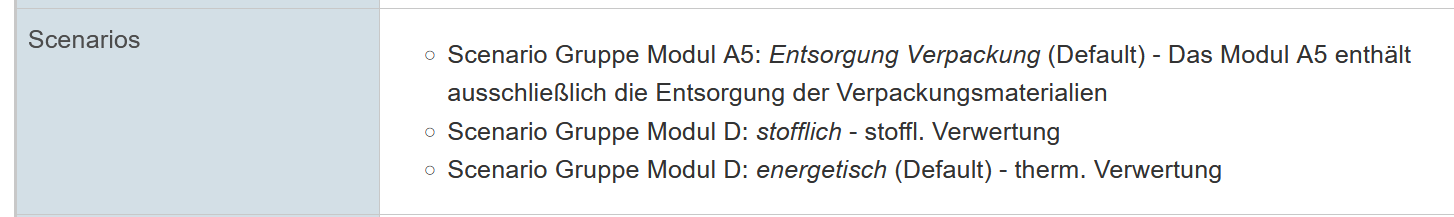 Scenarios
Scenario Gruppe Modul A5: Entsorgung Verpackung (Default) - Das Modul A5 enthält
ausschließlich die Entsorgung der Verpackungsmaterialien
Scenario Gruppe Modul D: stofflich - stoffl. Verwertung
Scenario Gruppe Modul D: energetisch (Default) - therm. Verwertung